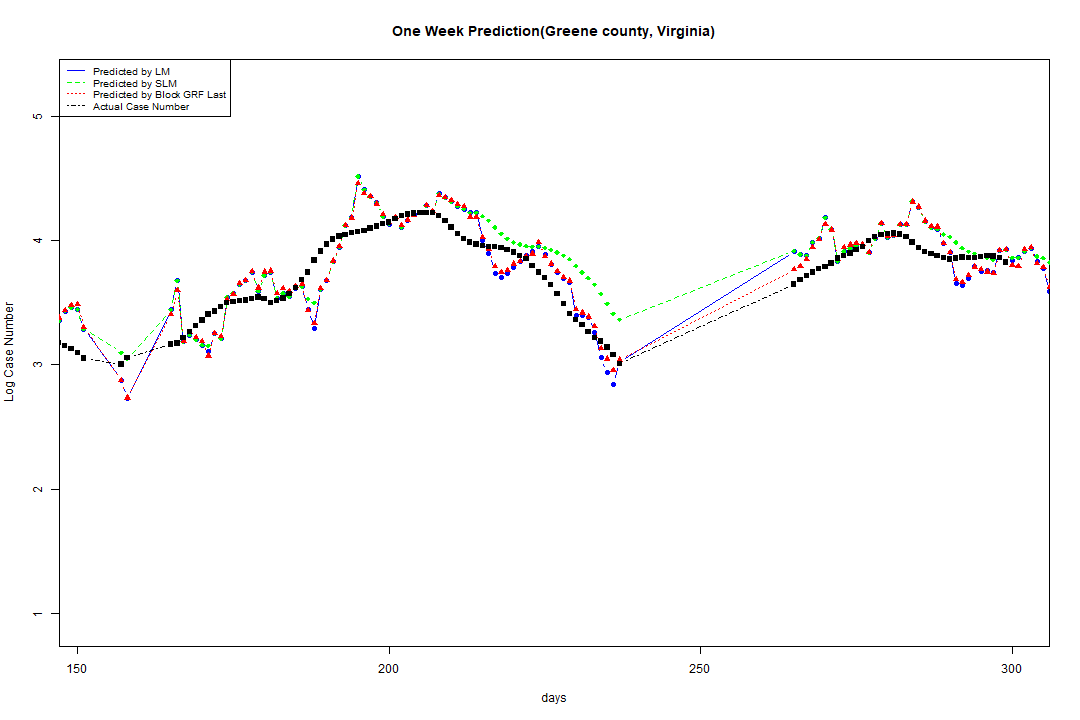 One Week Prediction(Greene county, Virginia)
Predicted by LM
Predicted by SLM
Predicted by Block GRF Last
Actual Case Number
5
4
3
2
1
Log Case Number
150
200
250
300
days